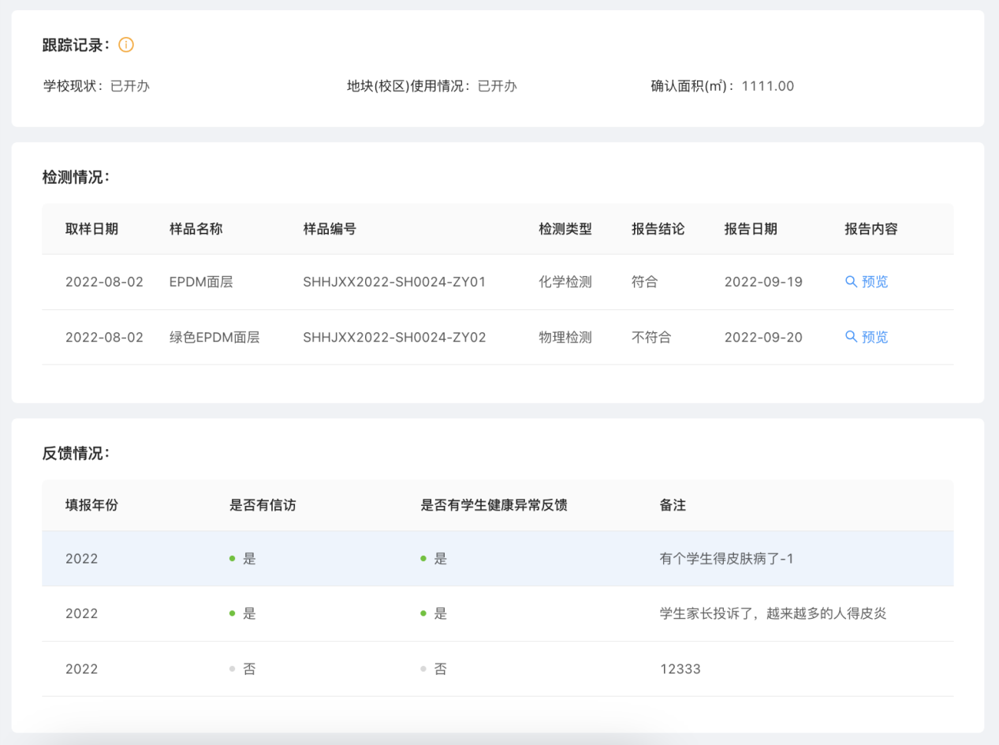 跟踪记录：
学校现状：已开办 地块(校区)使用情况：已开办 确认面积(㎡)：1111.00
检测情况：
取样日期 样品名称 样品编号 检测类型 报告结论 报告日期 报告内容
2022-08-02 EPDM面层 SHHJXX2022-SH0024-ZY01 化学检测 符合 2022-09-19 预览
2022-08-02 绿色EPDM面层 SHHJXX2022-SH0024-ZY02 物理检测 不符合 2022-09-20 预览
反馈情况：
填报年份 是否有信访 是否有学生健康异常反馈 备注
2022 是 是 有个学生得皮肤病了-1
2022 是 是 学生家长投诉了，越来越多的人得皮炎
2022 否 否 12333